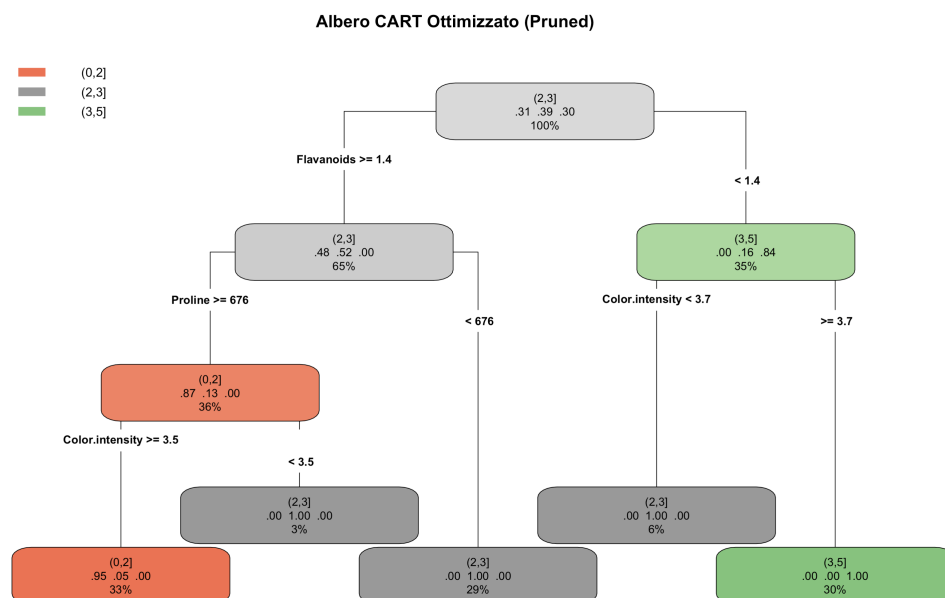 Albero CART Ottimizzato (Pruned)
(0,2]
(2,3]
(3,5]
(2,3]
.31 .39 .30
100%
Flavanoids >= 1.4
< 1.4
(2,3]
.48 .52 .00
65%
(3,5]
.00 .16 .84
35%
Proline >= 676
< 676
Color.intensity < 3.7
>= 3.7
(0,2]
.87 .13 .00
36%
Color.intensity >= 3.5
< 3.5
(2,3]
.00 1.00 .00
3%
(2,3]
.00 1.00 .00
6%
(0,2]
.95 .05 .00
33%
(2,3]
.00 1.00 .00
29%
(3,5]
.00 .00 1.00
30%